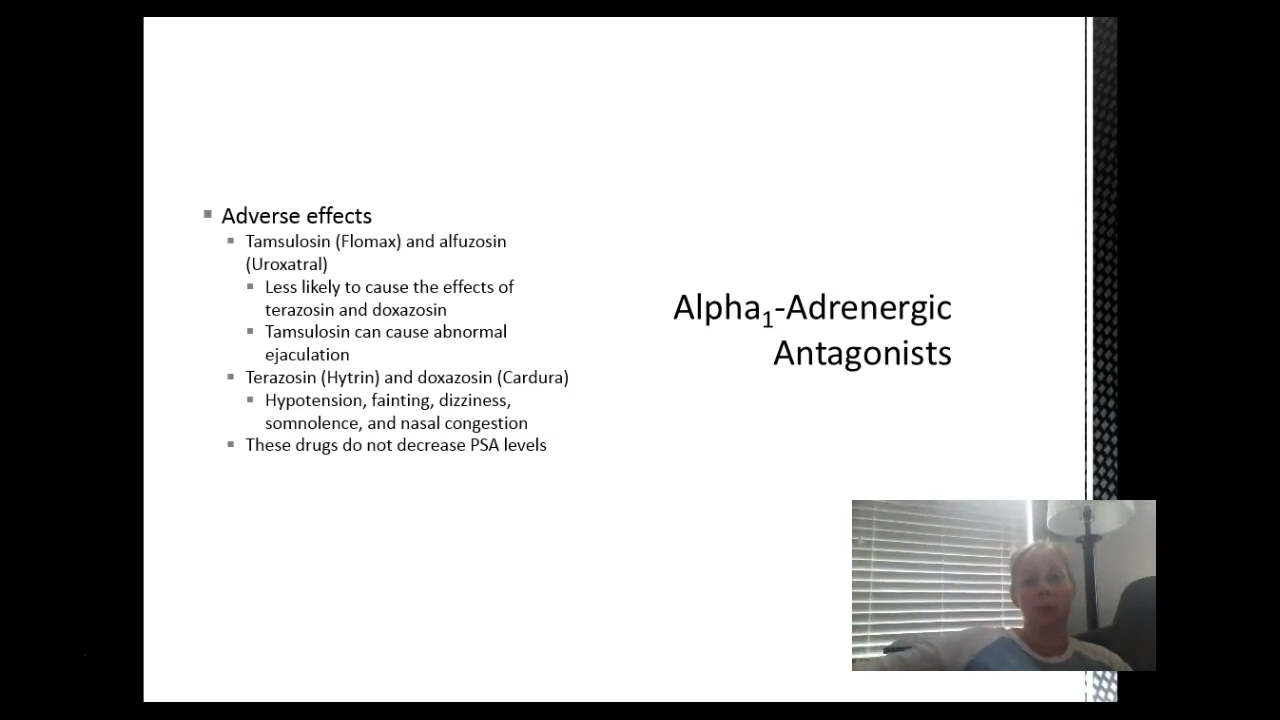 Adverse effects
Tamsulosin (Flomax) and alfuzosin
(Uroxatral)
Less likely to cause the effects of
terazosin and doxazosin
Tamsulosin can cause abnormal
ejaculation
Terazosin (Hytrin) and doxazosin (Cardura)
Hypotension, fainting, dizziness,
somnolence, and nasal congestion
These drugs do not decrease PSA levels
Alpha₁-Adrenergic
Antagonists